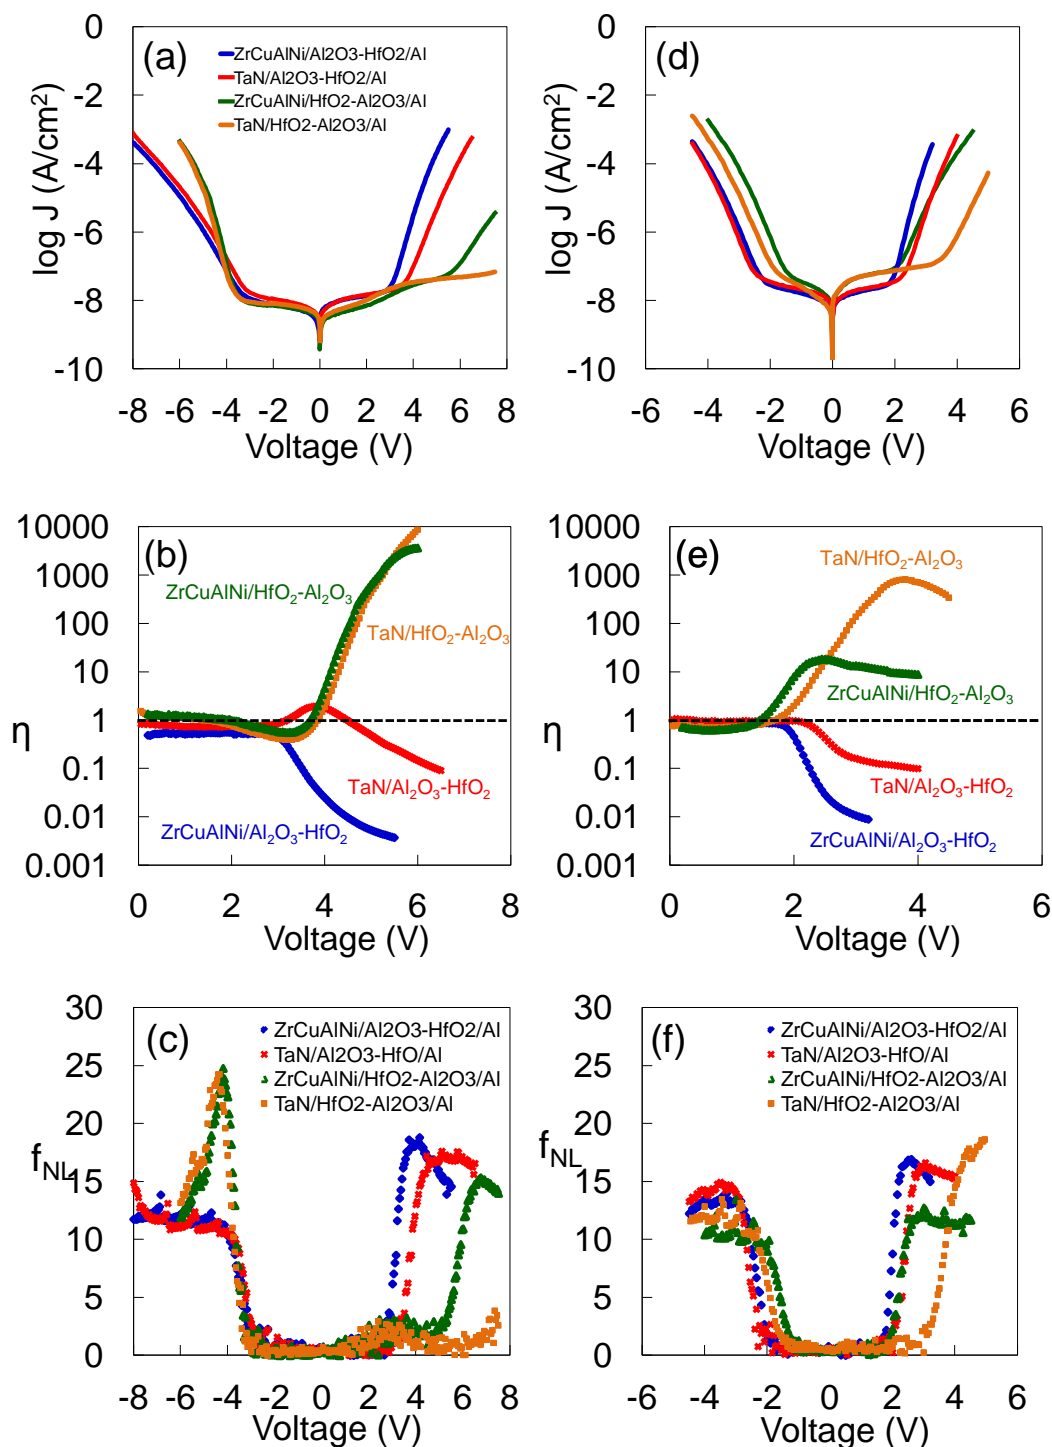 (a)
ZrCuAlNi/Al2O3-HfO2/Al
TaN/Al2O3-HfO2/Al
ZrCuAlNi/HfO2-Al2O3/Al
TaN/HfO2-Al2O3/Al
0
-2
-4
-6
-8
-10
log J (A/cm²)
-8 -6 -4 -2 0 2 4 6 8
Voltage (V)
(d)
0
-2
-4
-6
-8
-10
log J (A/cm²)
-6 -4 -2 0 2 4 6
Voltage (V)
(b)
10000
1000
100
10
1
0.1
0.01
0.001
η
ZrCuAlNi/HfO₂-Al₂O₃
TaN/HfO₂-Al₂O₃
TaN/Al₂O₃-HfO₂
ZrCuAlNi/Al₂O₃-HfO₂
0 2 4 6 8
Voltage (V)
(e)
10000
1000
100
10
1
0.1
0.01
0.001
η
TaN/HfO₂-Al₂O₃
ZrCuAlNi/HfO₂-Al₂O₃
TaN/Al₂O₃-HfO₂
ZrCuAlNi/Al₂O₃-HfO₂
0 2 4 6
Voltage (V)
(c)
ZrCuAlNi/Al2O3-HfO2/Al
TaN/Al2O3-HfO/Al
ZrCuAlNi/HfO2-Al2O3/Al
TaN/HfO2-Al2O3/Al
30
25
20
15
10
5
0
f_NL
-8 -6 -4 -2 0 2 4 6 8
Voltage (V)
(f)
ZrCuAlNi/Al2O3-HfO2/Al
TaN/Al2O3-HfO/Al
ZrCuAlNi/HfO2-Al2O3/Al
TaN/HfO2-Al2O3/Al
30
25
20
15
10
5
0
f_NL
-6 -4 -2 0 2 4 6
Voltage (V)